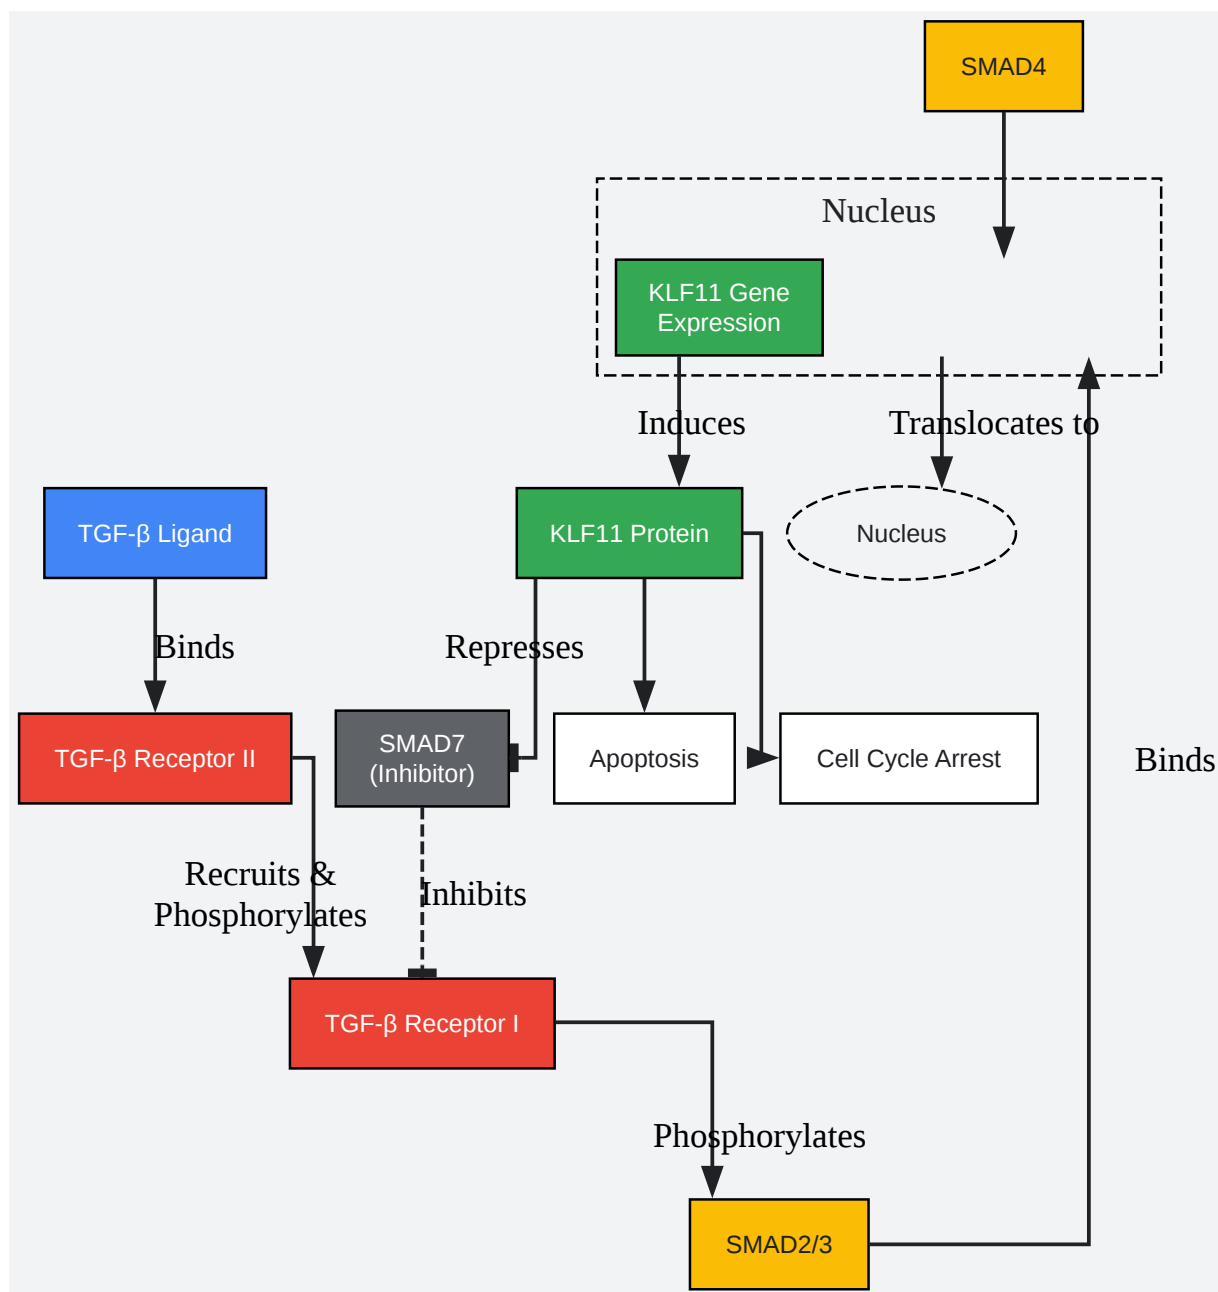 SMAD4
Nucleus
KLF11 Gene
Expression
Induces
Translocates to
TGF-β Ligand
KLF11 Protein
Nucleus
Binds
Represses
TGF-β Receptor II
SMAD7
(Inhibitor)
Apoptosis
Cell Cycle Arrest
Binds
Recruits &
Phosphorylates
Inhibits
TGF-β Receptor I
Phosphorylates
SMAD2/3